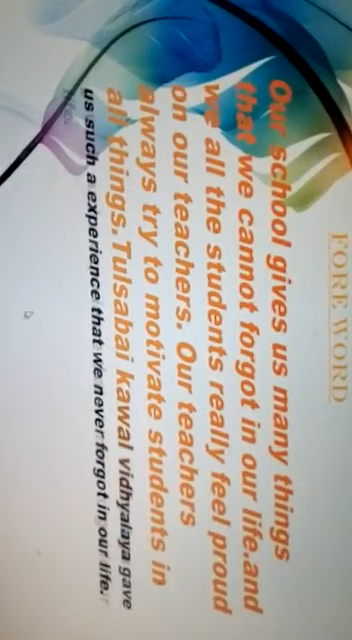 FORE WORD
Our school gives us many things
that we cannot forgot in our life.and
we all the students really feel proud
on our teachers. Our teachers
always try to motivate students in
all things. Tulsabai kawal vidhyalaya gave
us such a experience that we never forgot in our life.